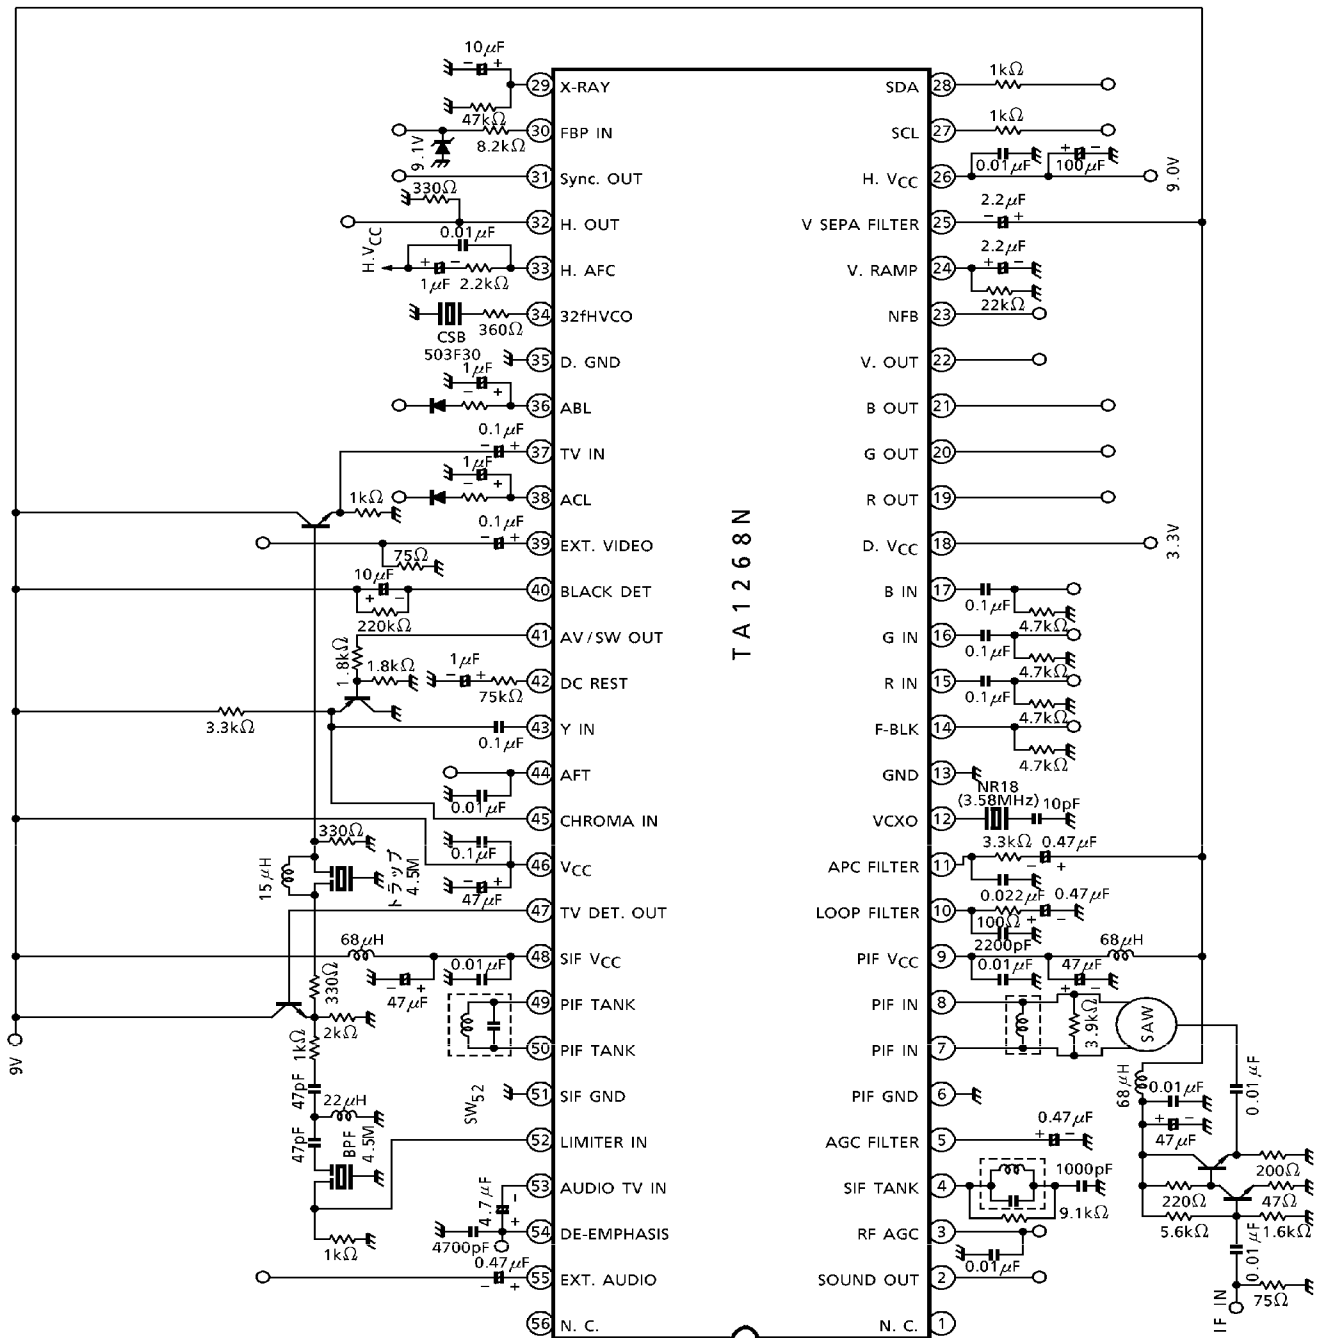 10μF
29 X-RAY
47kΩ
30 FBP IN
9.1V
8.2kΩ
31 Sync. OUT
330Ω
32 H. OUT
0.01μF
H.VCC
33 H. AFC
1μF
2.2kΩ
34 32fHVCO
CSB
503F30
360Ω
35 D. GND
1μF
36 ABL
0.1μF
37 TV IN
1μF
38 ACL
1kΩ
0.1μF
39 EXT. VIDEO
75Ω
10μF
40 BLACK DET
220kΩ
41 AV/SW OUT
1.8kΩ
1.8kΩ
1μF
42 DC REST
75kΩ
3.3kΩ
43 Y IN
0.1μF
44 AFT
0.01μF
45 CHROMA IN
330Ω
0.1μF
46 VCC
15μH
トラップ
4.5M
47μF
47 TV DET. OUT
68μH
0.01μF
48 SIF VCC
330Ω
47μF
49 PIF TANK
2kΩ
9V
1kΩ
50 PIF TANK
47pF
22μH
SW52
51 SIF GND
47pF
BPF
4.5M
52 LIMITER IN
53 AUDIO TV IN
4.7μF
54 DE-EMPHASIS
1kΩ
4700pF
0.47μF
55 EXT. AUDIO
56 N. C.
TA1268N
SDA 28
1kΩ
SCL 27
1kΩ
0.01μF
100μF
H. VCC 26
9.0V
2.2μF
V SEPA FILTER 25
2.2μF
V. RAMP 24
22kΩ
NFB 23
V. OUT 22
B OUT 21
G OUT 20
R OUT 19
D. VCC 18
3.3V
B IN 17
0.1μF
4.7kΩ
G IN 16
0.1μF
4.7kΩ
R IN 15
0.1μF
4.7kΩ
F-BLK 14
4.7kΩ
GND 13
NR18
(3.58MHz)
10pF
VCXO 12
3.3kΩ
0.47μF
APC FILTER 11
0.022μF
0.47μF
LOOP FILTER 10
100Ω
2200pF
68μH
PIF VCC 9
0.01μF
47μF
PIF IN 8
3.9kΩ
SAW
PIF IN 7
68μH
0.01μF
0.01μF
PIF GND 6
47μF
0.47μF
AGC FILTER 5
1000pF
200Ω
SIF TANK 4
220Ω
47Ω
9.1kΩ
5.6kΩ
1.6kΩ
RF AGC 3
0.01μF
0.01μF
SOUND OUT 2
75Ω
IF IN
N. C. 1